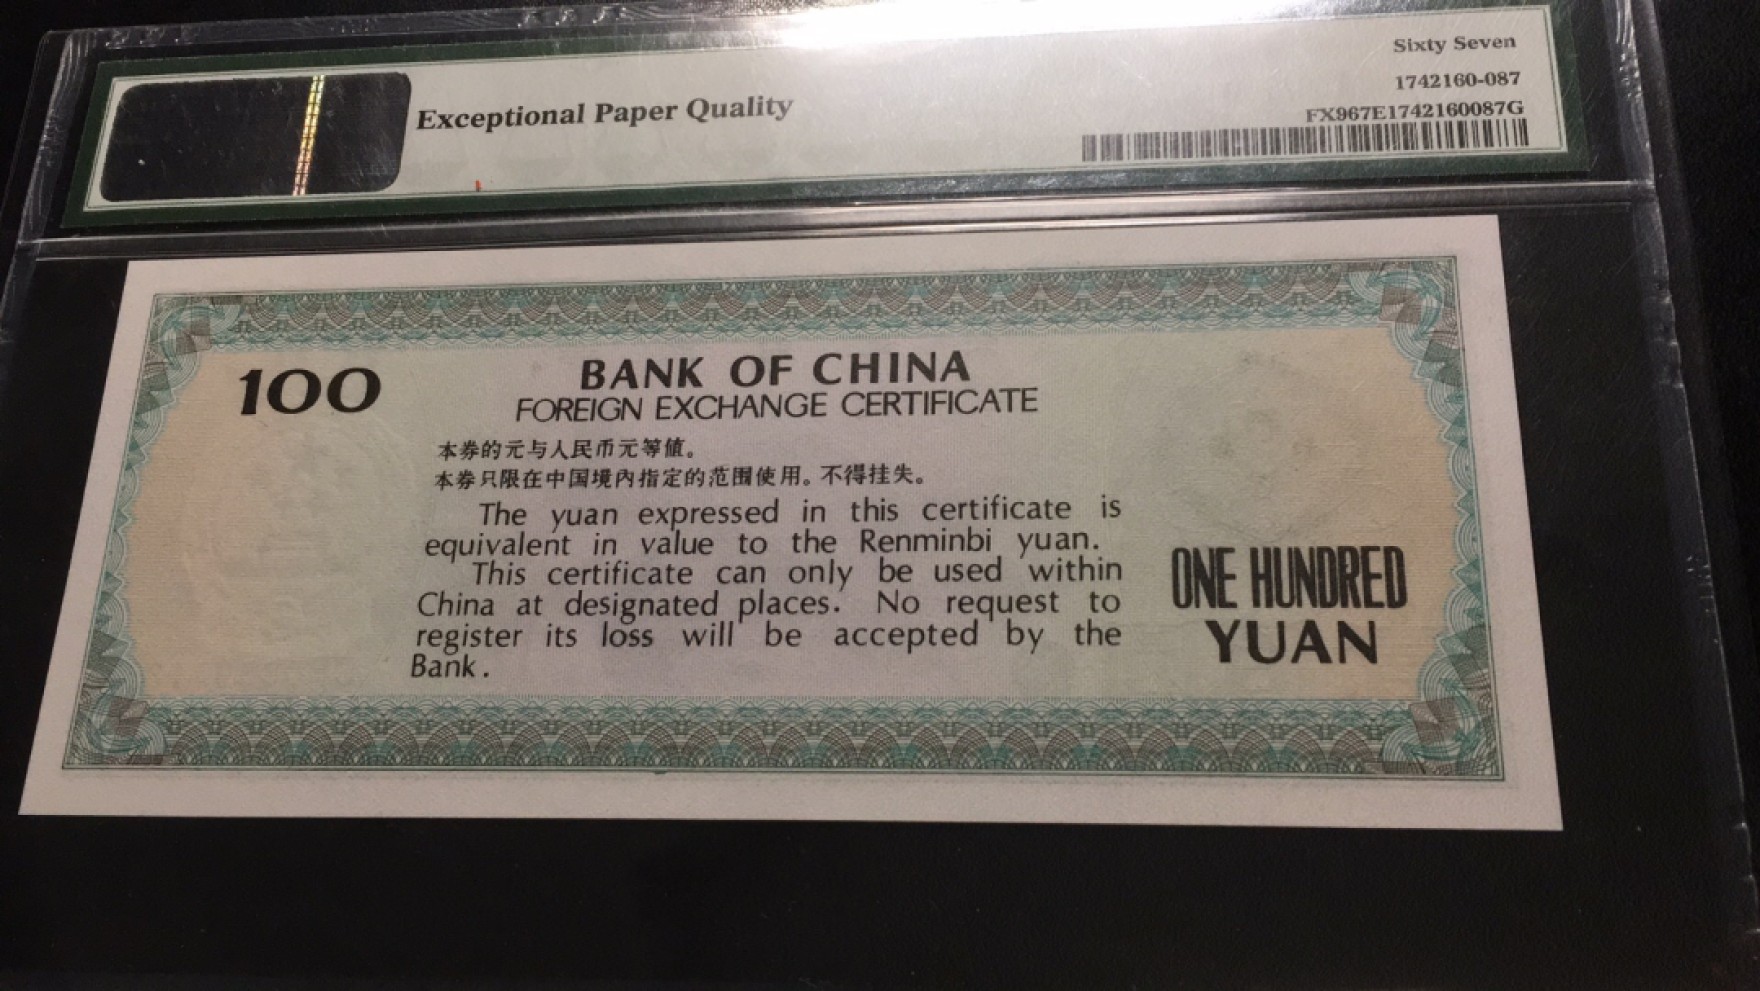 Sixty Seven
1742160-087
Exceptional Paper Quality
FX967E1742160087G
100
BANK OF CHINA
FOREIGN EXCHANGE CERTIFICATE
本券的元与人民币元等值。
本券只限在中国境内指定的范围使用。不得挂失。
The yuan expressed in this certificate is
equivalent in value to the Renminbi yuan.
This certificate can only be used within
China at designated places. No request to
register its loss will be accepted by the
Bank.
ONE HUNDRED
YUAN